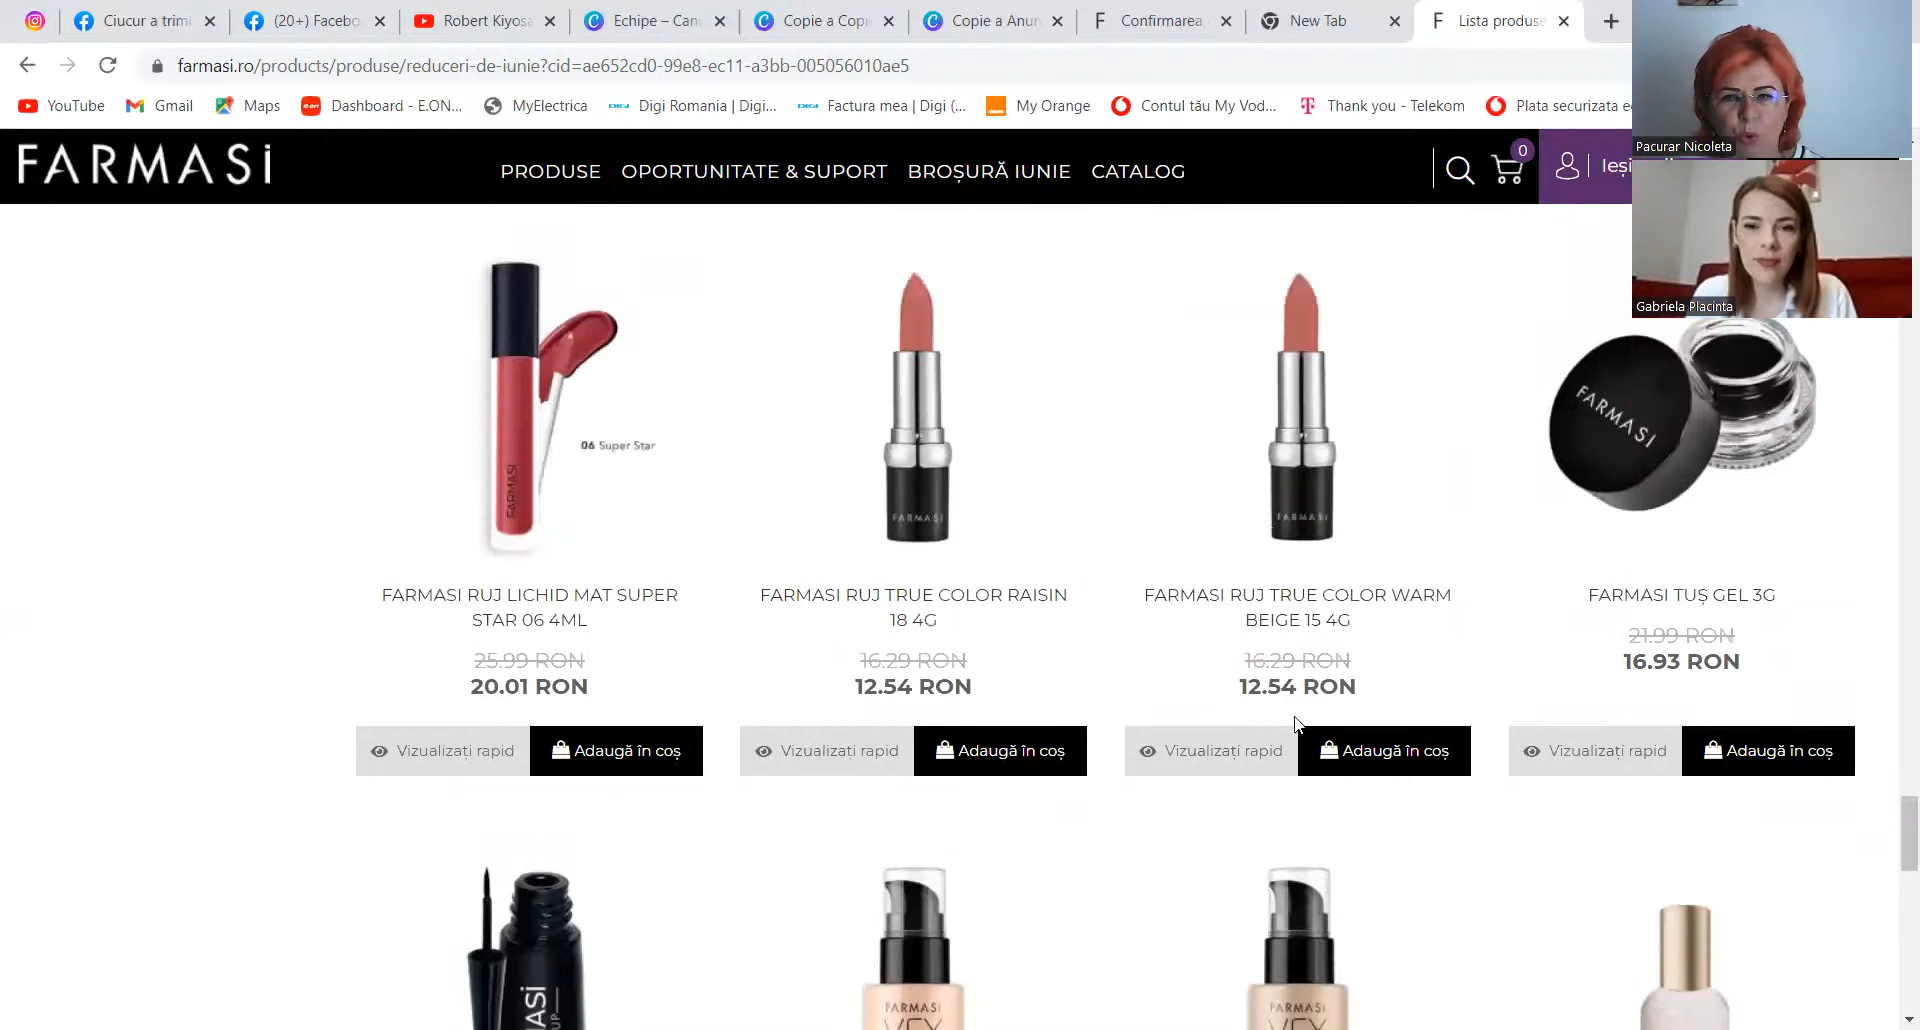 Ciucur a trimi
(20+) Facebo
Robert Kiyosa
Echipe – Can
Copie a Copi
Copie a Anun
Confirmarea
New Tab
Lista produse
farmasi.ro/products/produse/reduceri-de-iunie?cid=ae652cd0-99e8-ec11-a3bb-005056010ae5
YouTube
Gmail
Maps
Dashboard - E.ON...
MyElectrica
Digi Romania | Digi...
Factura mea | Digi (...
My Orange
Contul tău My Vod...
Thank you - Telekom
Plata securizata
Pacurar Nicoleta
Gabriela Placinta
FARMASi
PRODUSE
OPORTUNITATE & SUPORT
BROȘURĂ IUNIE
CATALOG
0
Ieși
06 Super Star
FARMASi
FARMASi
FARMASi
FARMASi
FARMASI RUJ LICHID MAT SUPER
STAR 06 4ML
25.99 RON
20.01 RON
Vizualizați rapid
Adaugă în coș
FARMASI RUJ TRUE COLOR RAISIN
18 4G
16.29 RON
12.54 RON
Vizualizați rapid
Adaugă în coș
FARMASI RUJ TRUE COLOR WARM
BEIGE 15 4G
16.29 RON
12.54 RON
Vizualizați rapid
Adaugă în coș
FARMASI TUȘ GEL 3G
21.99 RON
16.93 RON
Vizualizați rapid
Adaugă în coș
FARMASi
VFX
FARMASi
VFX